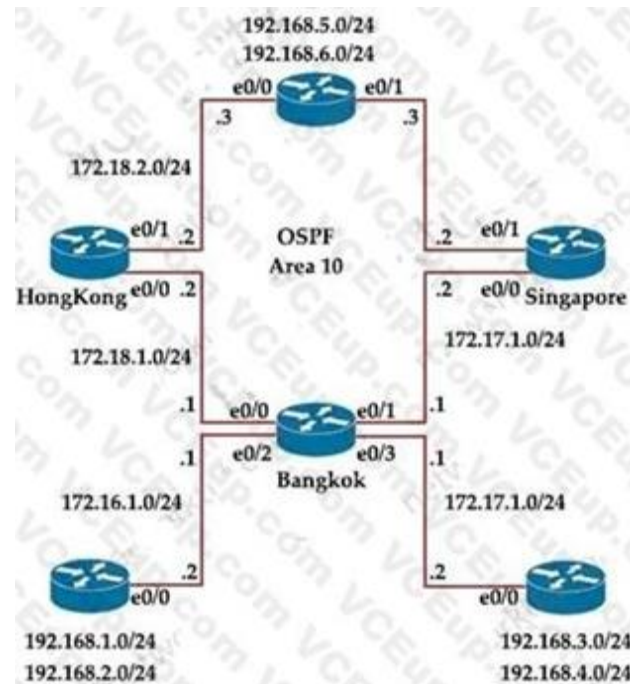 192.168.5.0/24
192.168.6.0/24
e0/0
e0/1
.3
.3
172.18.2.0/24
e0/1
.2
OSPF
Area 10
.2
e0/1
HongKong
e0/0
.2
.2
e0/0
Singapore
172.18.1.0/24
172.17.1.0/24
.1
e0/0
e0/1
.1
.1
e0/2
e0/3
.1
Bangkok
172.16.1.0/24
172.17.1.0/24
.2
e0/0
.2
e0/0
192.168.1.0/24
192.168.2.0/24
192.168.3.0/24
192.168.4.0/24
VCEup.com